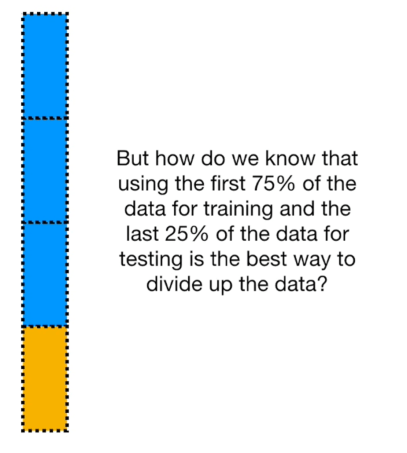 But how do we know that
using the first 75% of the
data for training and the
last 25% of the data for
testing is the best way to
divide up the data?